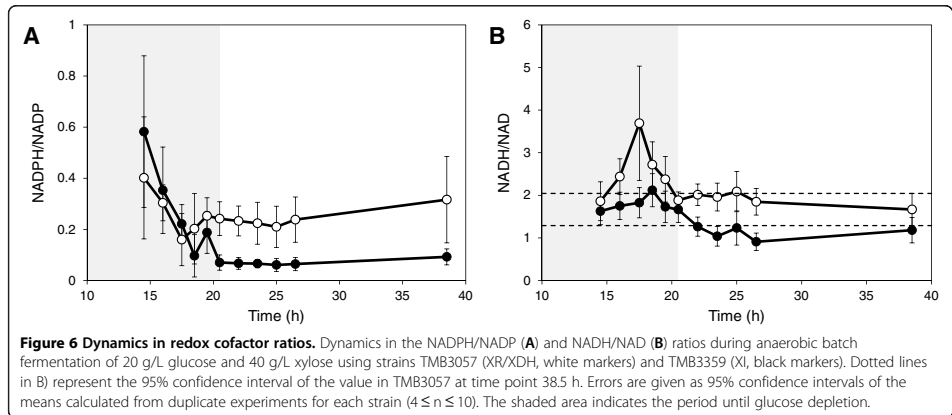 A
B
1
0.8
0.6
0.4
0.2
0
NADPH/NADP
10 15 20 25 30 35 40
Time (h)
6
5
4
3
2
1
0
NADH/NAD
10 15 20 25 30 35 40
Time (h)
Figure 6 Dynamics in redox cofactor ratios. Dynamics in the NADPH/NADP (A) and NADH/NAD (B) ratios during anaerobic batch
fermentation of 20 g/L glucose and 40 g/L xylose using strains TMB3057 (XR/XDH, white markers) and TMB3359 (XI, black markers). Dotted lines
in B) represent the 95% confidence interval of the value in TMB3057 at time point 38.5 h. Errors are given as 95% confidence intervals of the
means calculated from duplicate experiments for each strain (4 ≤ n ≤ 10). The shaded area indicates the period until glucose depletion.